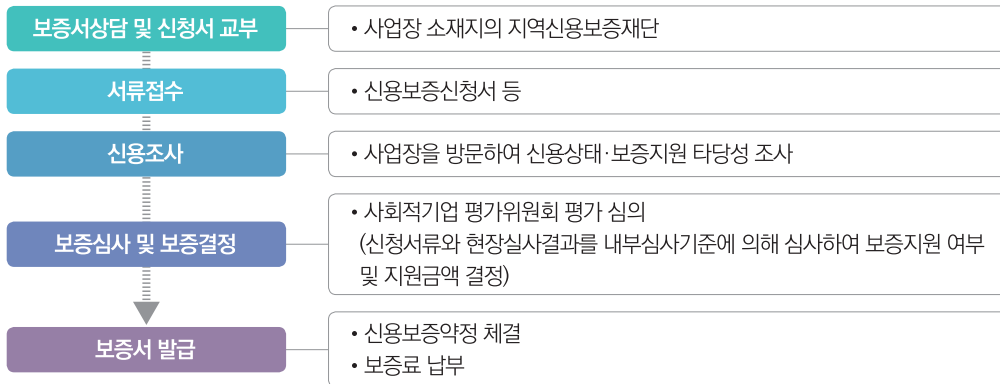 보증서상담 및 신청서 교부
• 사업장 소재지의 지역신용보증재단
서류접수
• 신용보증신청서 등
신용조사
• 사업장을 방문하여 신용상태·보증지원 타당성 조사
보증심사 및 보증결정
• 사회적기업 평가위원회 평가 심의
(신청서류와 현장실사결과를 내부심사기준에 의해 심사하여 보증지원 여부
및 지원금액 결정)
보증서 발급
• 신용보증약정 체결
• 보증료 납부